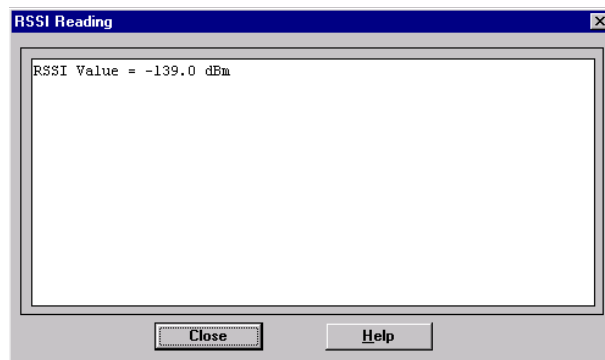 RSSI Reading
RSSI Value = -139.0 dBm
Close
Help